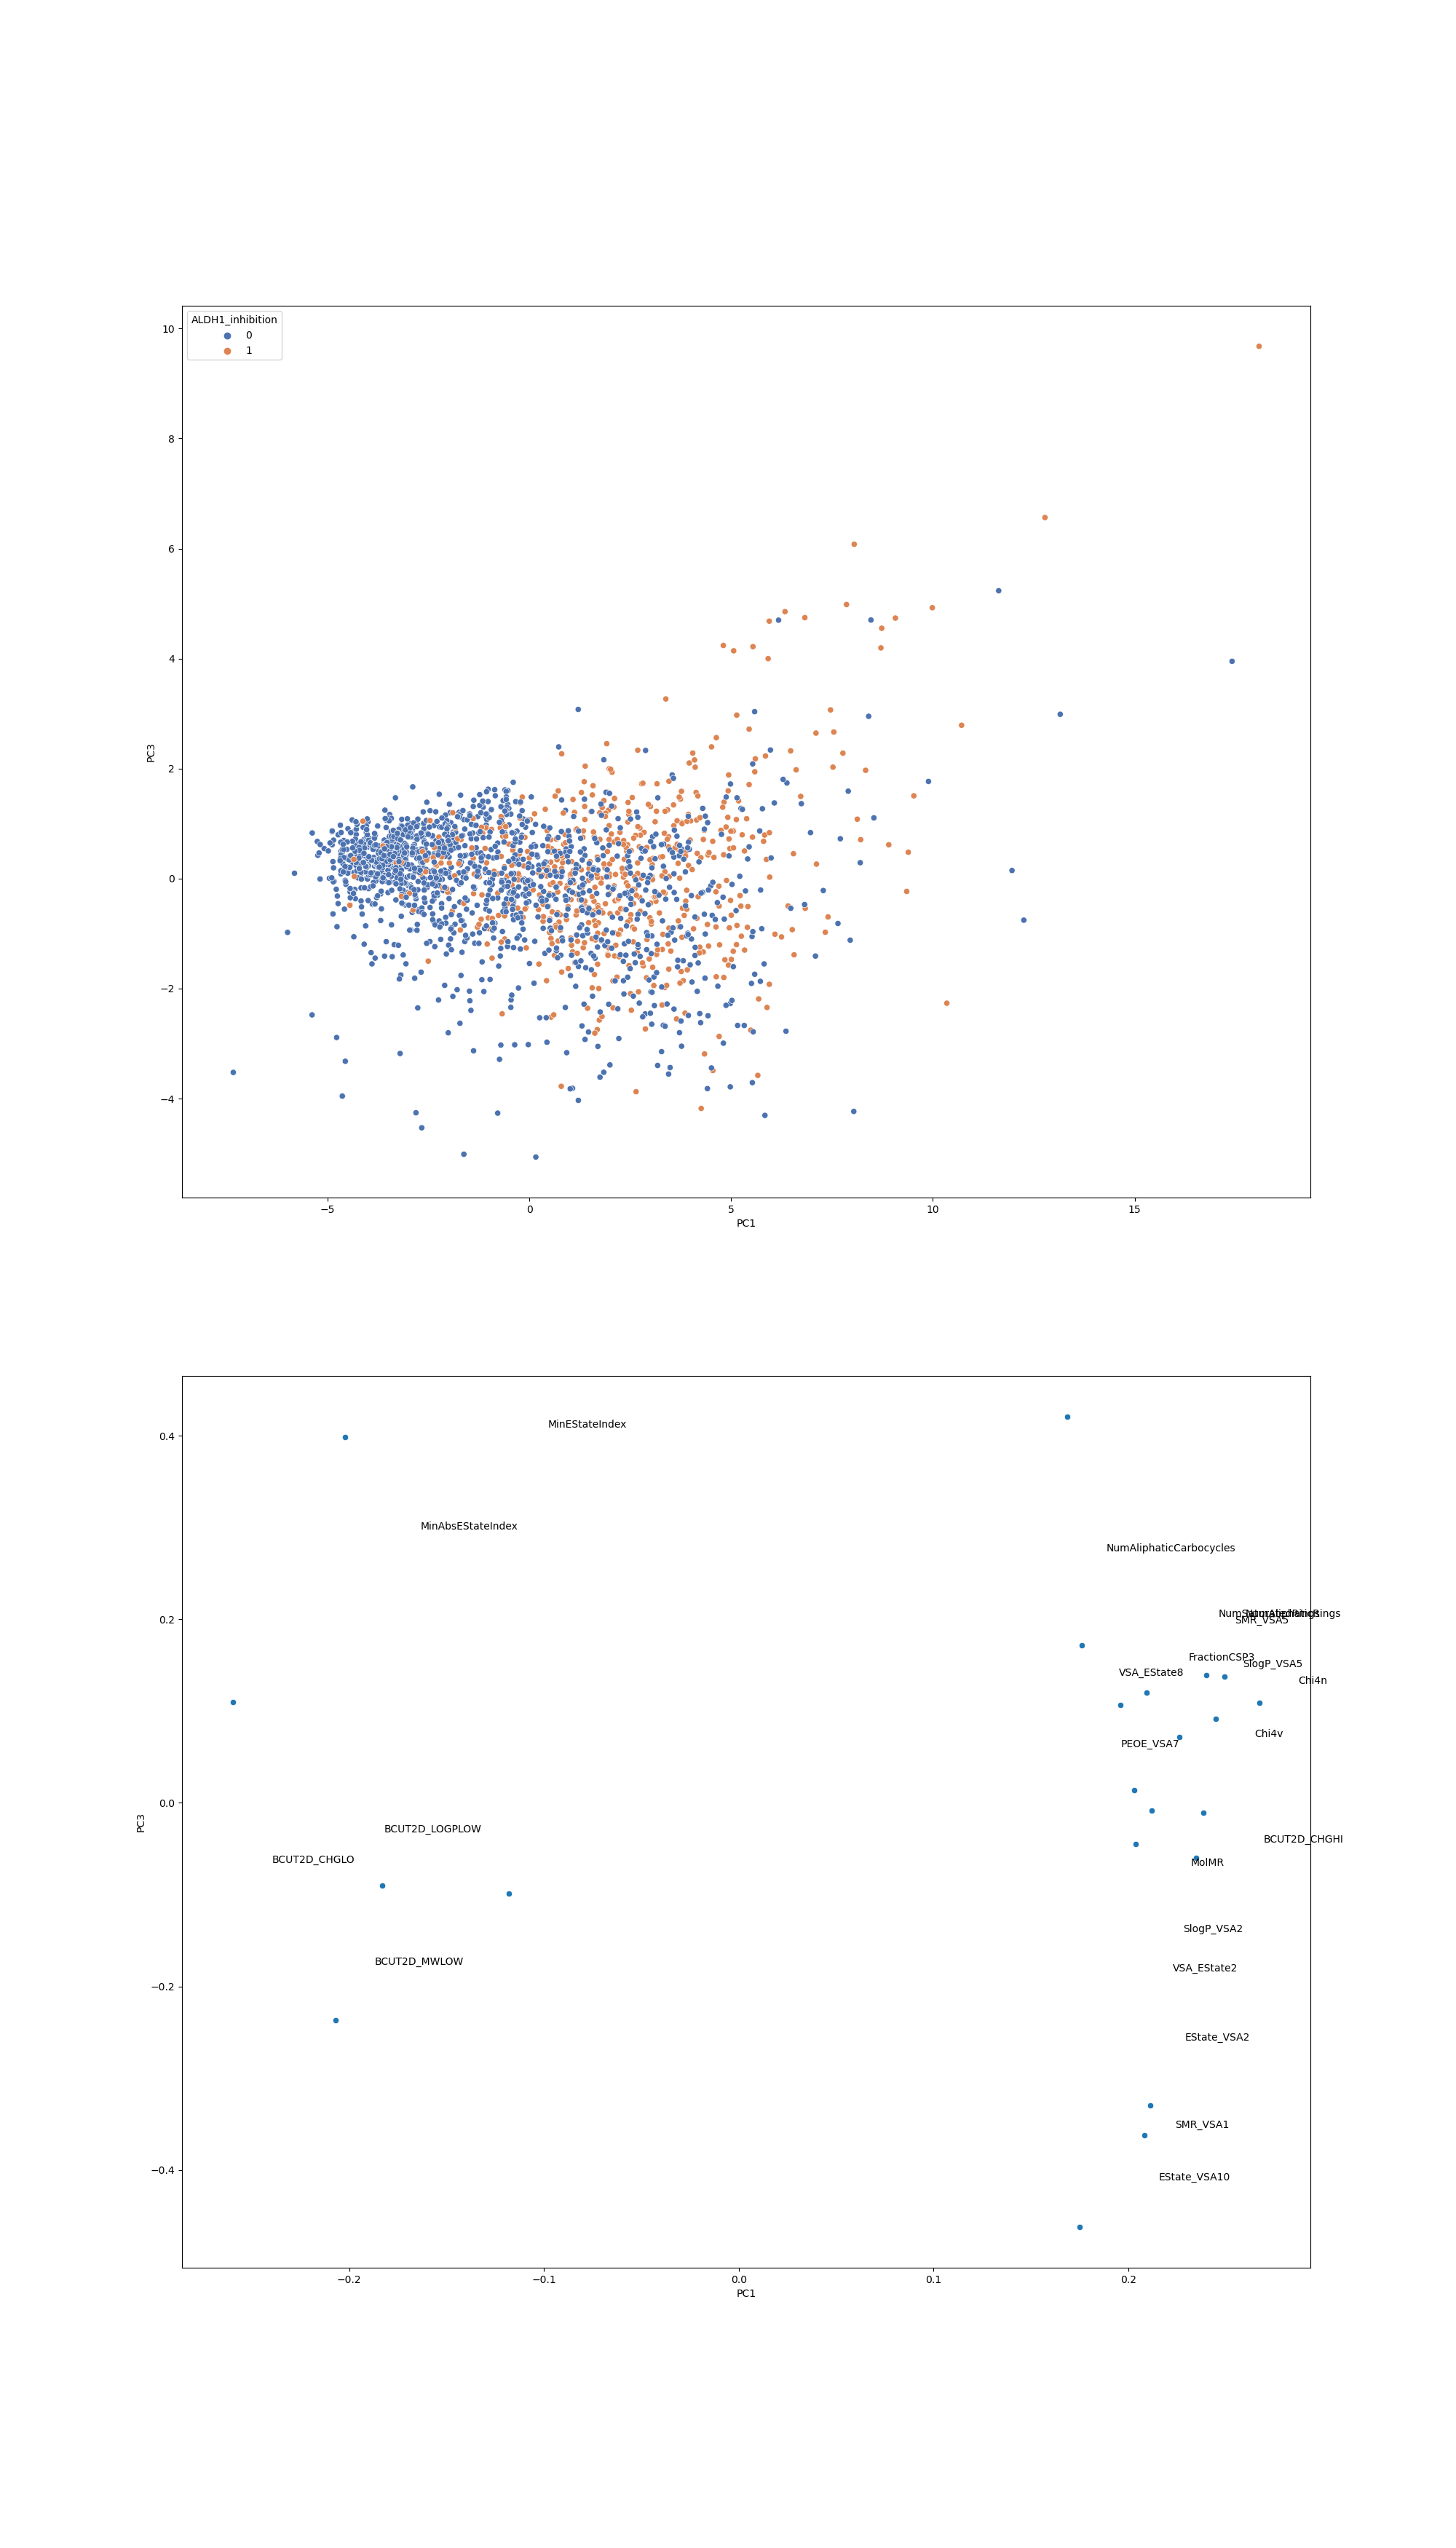 ALDH1_inhibition
0
1
10
8
6
4
2
0
−2
−4
PC3
−5
0
5
10
15
PC1
MinEStateIndex
0.4
MinAbsEStateIndex
NumAliphaticCarbocycles
0.2
SMR_VSA5
FractionCSP3
SlogP_VSA5
VSA_EState8
Chi4n
Chi4v
PEOE_VSA7
0.0
PC3
BCUT2D_LOGPLOW
BCUT2D_CHGHI
BCUT2D_CHGLO
MolMR
SlogP_VSA2
BCUT2D_MWLOW
VSA_EState2
−0.2
EState_VSA2
SMR_VSA1
−0.4
EState_VSA10
−0.2
−0.1
0.0
0.1
0.2
PC1